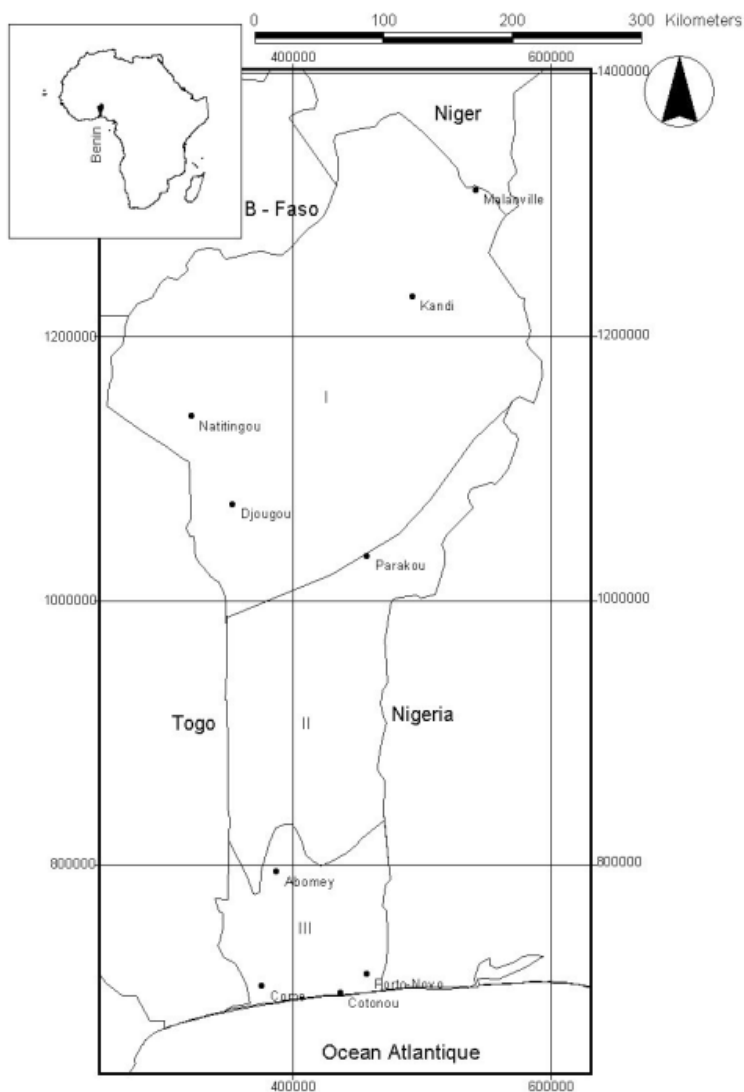 0 100 200 300 Kilometers
400000 600000
1400000
Benin
Niger
Malanville
B - Faso
Kandi
1200000 1200000
I
Natitingou
Djougou
Parakou
1000000 1000000
Togo
II
Nigeria
800000 800000
Abomey
III
Porto-Novo
Come
Cotonou
Ocean Atlantique
400000 600000